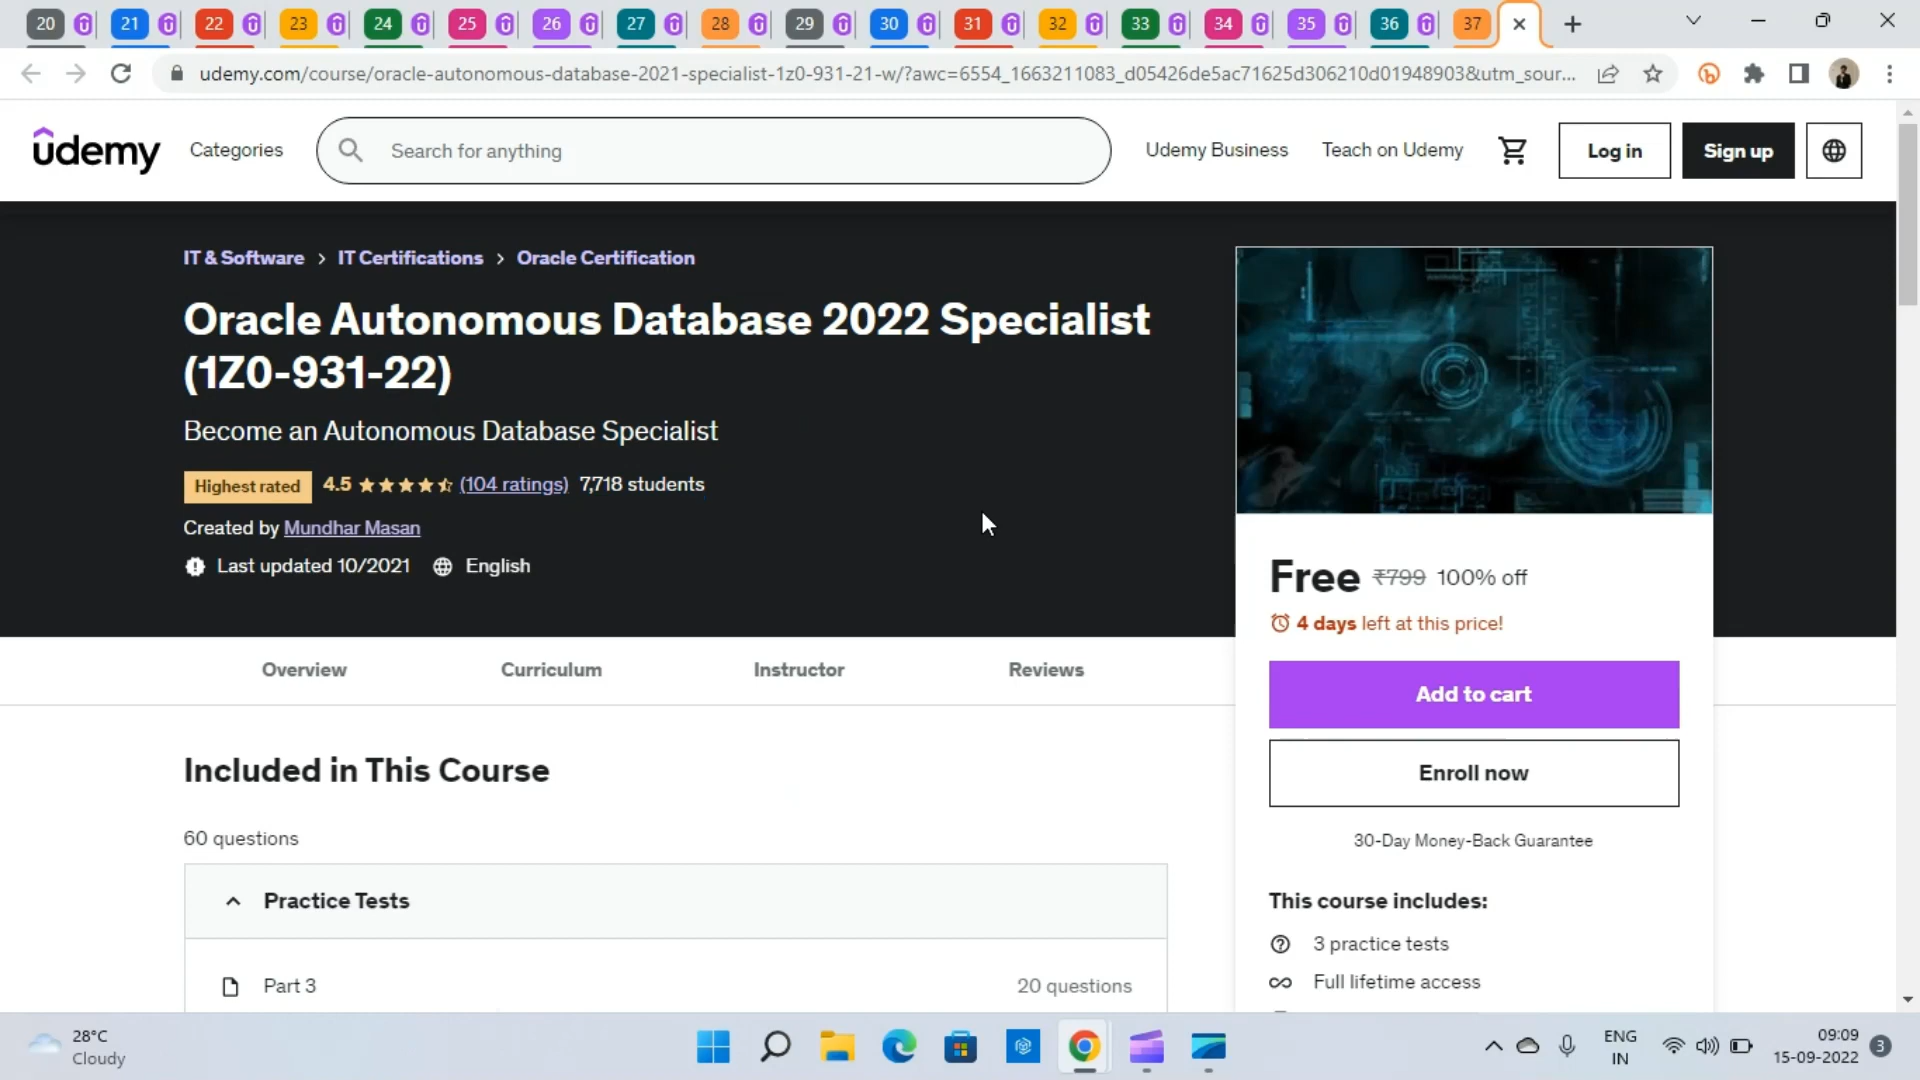 20 21 22 23 24 25 26 27 28 29 30 31 32 33 34 35 36 37
udemy.com/course/oracle-autonomous-database-2021-specialist-1z0-931-21-w/?awc=6554_1663211083_d05426de5ac71625d306210d01948903&utm_sour...
ûdemy Categories Search for anything Udemy Business Teach on Udemy Log in Sign up
IT & Software > IT Certifications > Oracle Certification
Oracle Autonomous Database 2022 Specialist
(1Z0-931-22)
Become an Autonomous Database Specialist
Highest rated 4.5 (104 ratings) 7,718 students
Created by Mundhar Masan
Last updated 10/2021 English
Free ₹799 100% off
4 days left at this price!
Add to cart
Enroll now
30-Day Money-Back Guarantee
This course includes:
3 practice tests
Full lifetime access
Overview Curriculum Instructor Reviews
Included in This Course
60 questions
Practice Tests
Part 3 20 questions
28°C
Cloudy
ENG
IN
09:09
15-09-2022
3